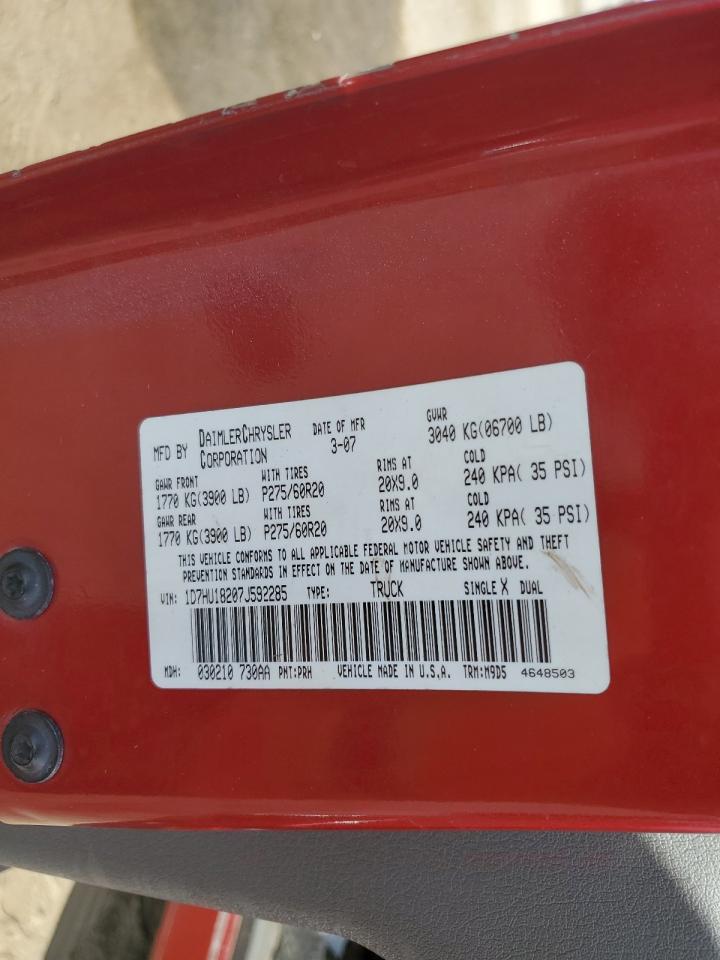 MFD BY DAIMLERCHRYSLER CORPORATION DATE OF MFR 3-07 GVWR 3040 KG(06700 LB)
GAWR FRONT WITH TIRES RIMS AT COLD
1770 KG(3900 LB) P275/60R20 20X9.0 240 KPA( 35 PSI)
GAWR REAR WITH TIRES RIMS AT COLD
1770 KG(3900 LB) P275/60R20 20X9.0 240 KPA( 35 PSI)
THIS VEHICLE CONFORMS TO ALL APPLICABLE FEDERAL MOTOR VEHICLE SAFETY AND THEFT
PREVENTION STANDARDS IN EFFECT ON THE DATE OF MANUFACTURE SHOWN ABOVE.
VIN: 1D7HU18207J592285 TYPE: TRUCK SINGLE X DUAL
MDH: 030210 730AA PNT:PRH VEHICLE MADE IN U.S.A. TRM:M9D5 4648503